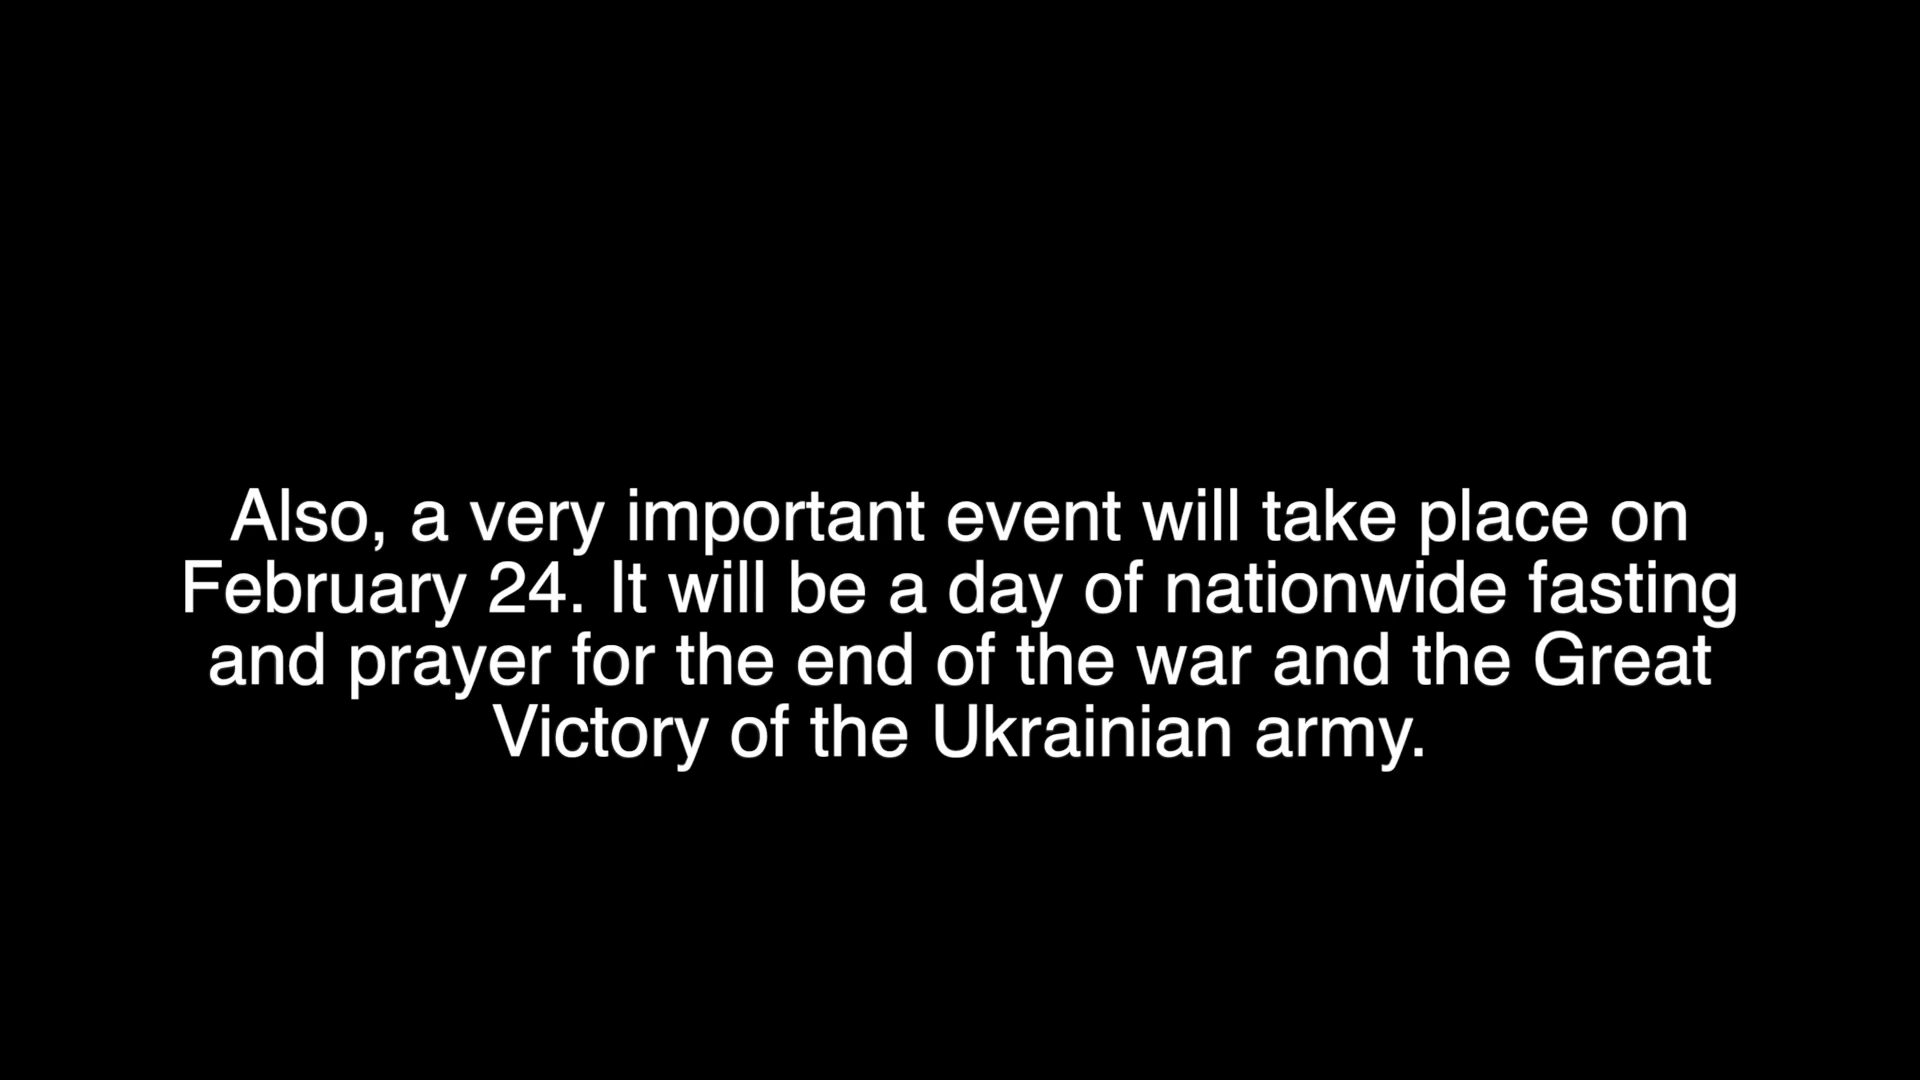 Also, a very important event will take place on
February 24. It will be a day of nationwide fasting
and prayer for the end of the war and the Great
Victory of the Ukrainian army.